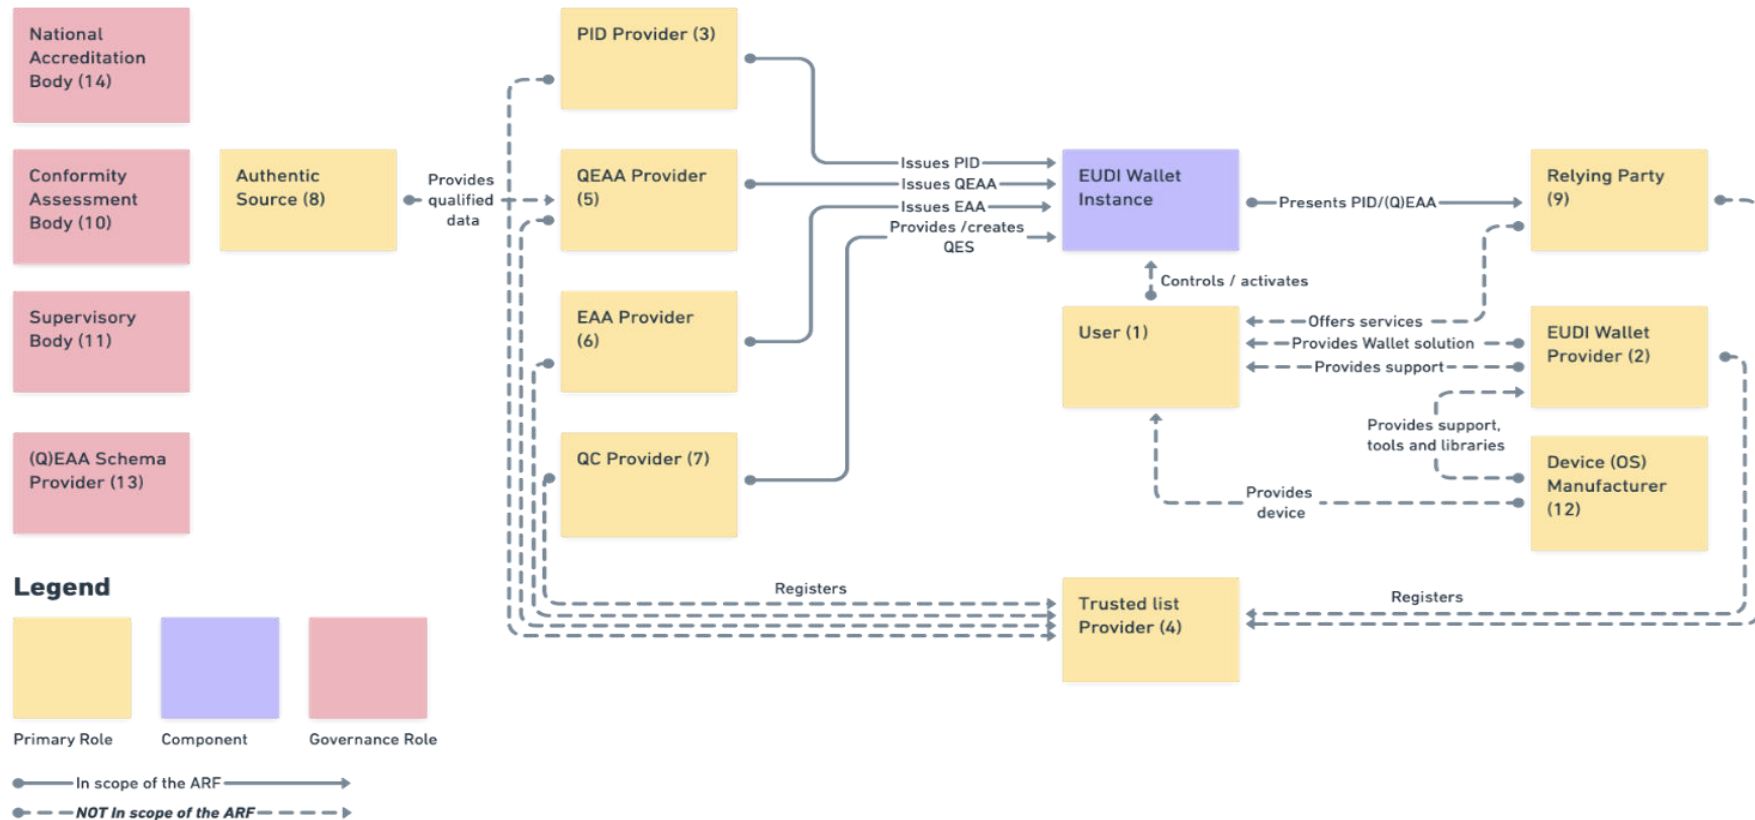 National
Accreditation
Body (14)
Conformity
Assessment
Body (10)
Supervisory
Body (11)
(Q)EAA Schema
Provider (13)
Authentic
Source (8)
Provides
qualified
data
PID Provider (3)
QEAA Provider
(5)
EAA Provider
(6)
QC Provider (7)
Issues PID
Issues QEAA
Issues EAA
Provides /creates
QES
EUDI Wallet
Instance
Presents PID/(Q)EAA
Relying Party
(9)
Controls / activates
User (1)
Offers services
Provides Wallet solution
Provides support
EUDI Wallet
Provider (2)
Provides support,
tools and libraries
Device (OS)
Manufacturer
(12)
Provides
device
Registers
Trusted list
Provider (4)
Registers
Legend
Primary Role
Component
Governance Role
In scope of the ARF
NOT In scope of the ARF